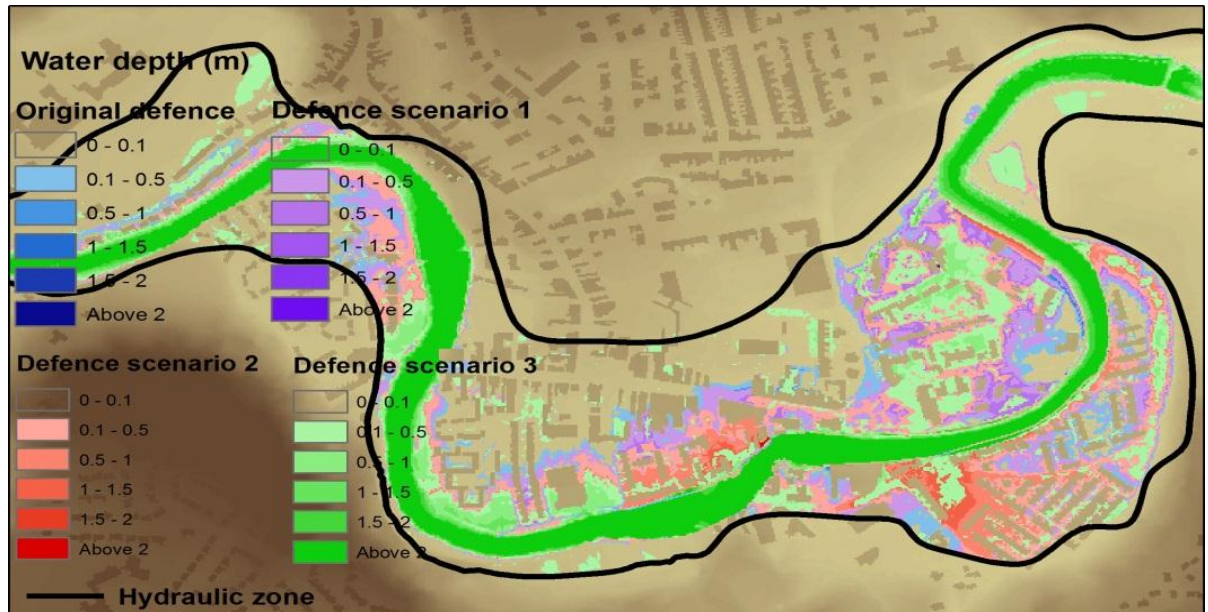 Water depth (m)
Original defence
0 - 0.1
0.1 - 0.5
0.5 - 1
1 - 1.5
1.5 - 2
Above 2
Defence scenario 1
0 - 0.1
0.1 - 0.5
0.5 - 1
1 - 1.5
1.5 - 2
Above 2
Defence scenario 2
0 - 0.1
0.1 - 0.5
0.5 - 1
1 - 1.5
1.5 - 2
Above 2
Defence scenario 3
0 - 0.1
0.1 - 0.5
0.5 - 1
1 - 1.5
1.5 - 2
Above 2
Hydraulic zone